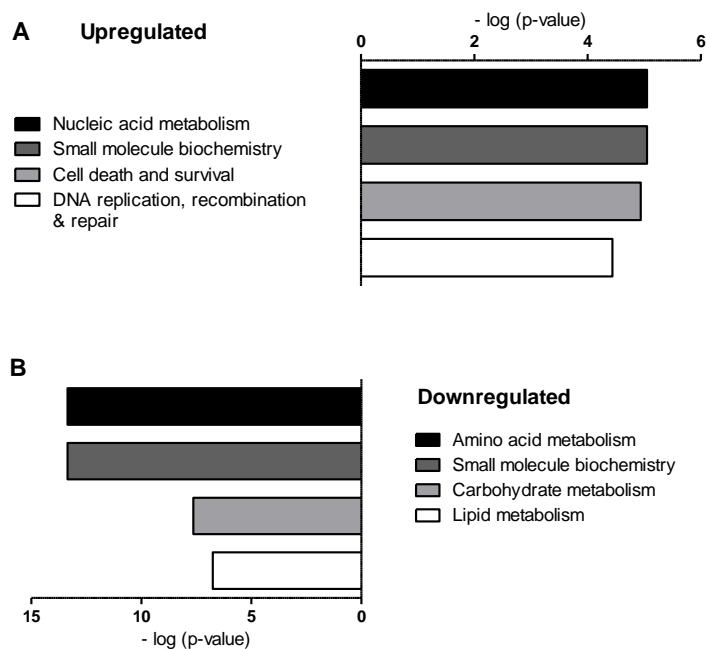 A
Upregulated
- log (p-value)
0 2 4 6
Nucleic acid metabolism
Small molecule biochemistry
Cell death and survival
DNA replication, recombination
& repair
B
Downregulated
Amino acid metabolism
Small molecule biochemistry
Carbohydrate metabolism
Lipid metabolism
15 10 5 0
- log (p-value)